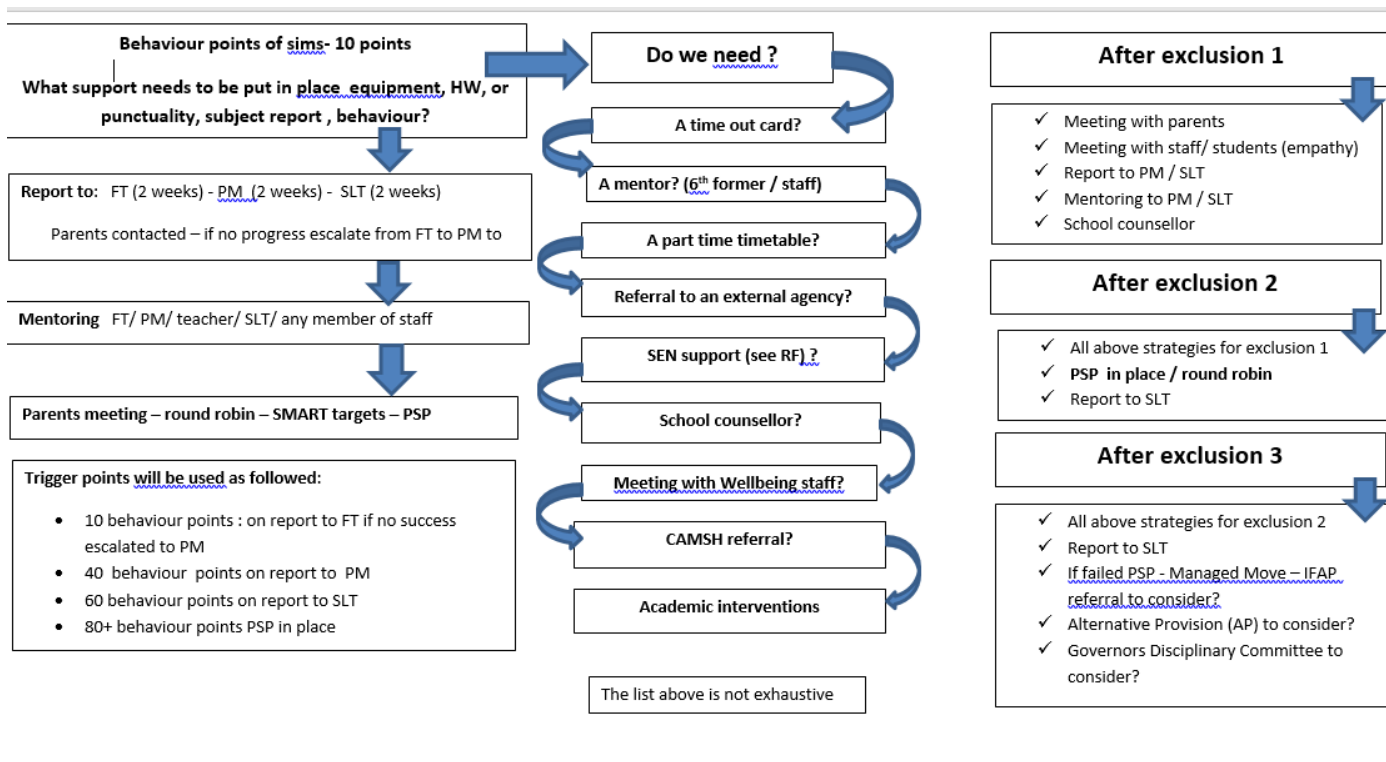 Behaviour points of sims- 10 points
What support needs to be put in place equipment, HW, or
punctuality, subject report , behaviour?
Report to: FT (2 weeks) - PM (2 weeks) - SLT (2 weeks)
Parents contacted – if no progress escalate from FT to PM to
Mentoring FT/ PM/ teacher/ SLT/ any member of staff
Parents meeting – round robin – SMART targets – PSP
Trigger points will be used as followed:
• 10 behaviour points : on report to FT if no success
escalated to PM
• 40 behaviour points on report to PM
• 60 behaviour points on report to SLT
• 80+ behaviour points PSP in place
Do we need ?
A time out card?
A mentor? (6th former / staff)
A part time timetable?
Referral to an external agency?
SEN support (see RF) ?
School counsellor?
Meeting with Wellbeing staff?
CAMSH referral?
Academic interventions
The list above is not exhaustive
After exclusion 1
✓ Meeting with parents
✓ Meeting with staff/ students (empathy)
✓ Report to PM / SLT
✓ Mentoring to PM / SLT
✓ School counsellor
After exclusion 2
✓ All above strategies for exclusion 1
✓ PSP in place / round robin
✓ Report to SLT
After exclusion 3
✓ All above strategies for exclusion 2
✓ Report to SLT
✓ If failed PSP - Managed Move – IFAP
referral to consider?
✓ Alternative Provision (AP) to consider?
✓ Governors Disciplinary Committee to
consider?